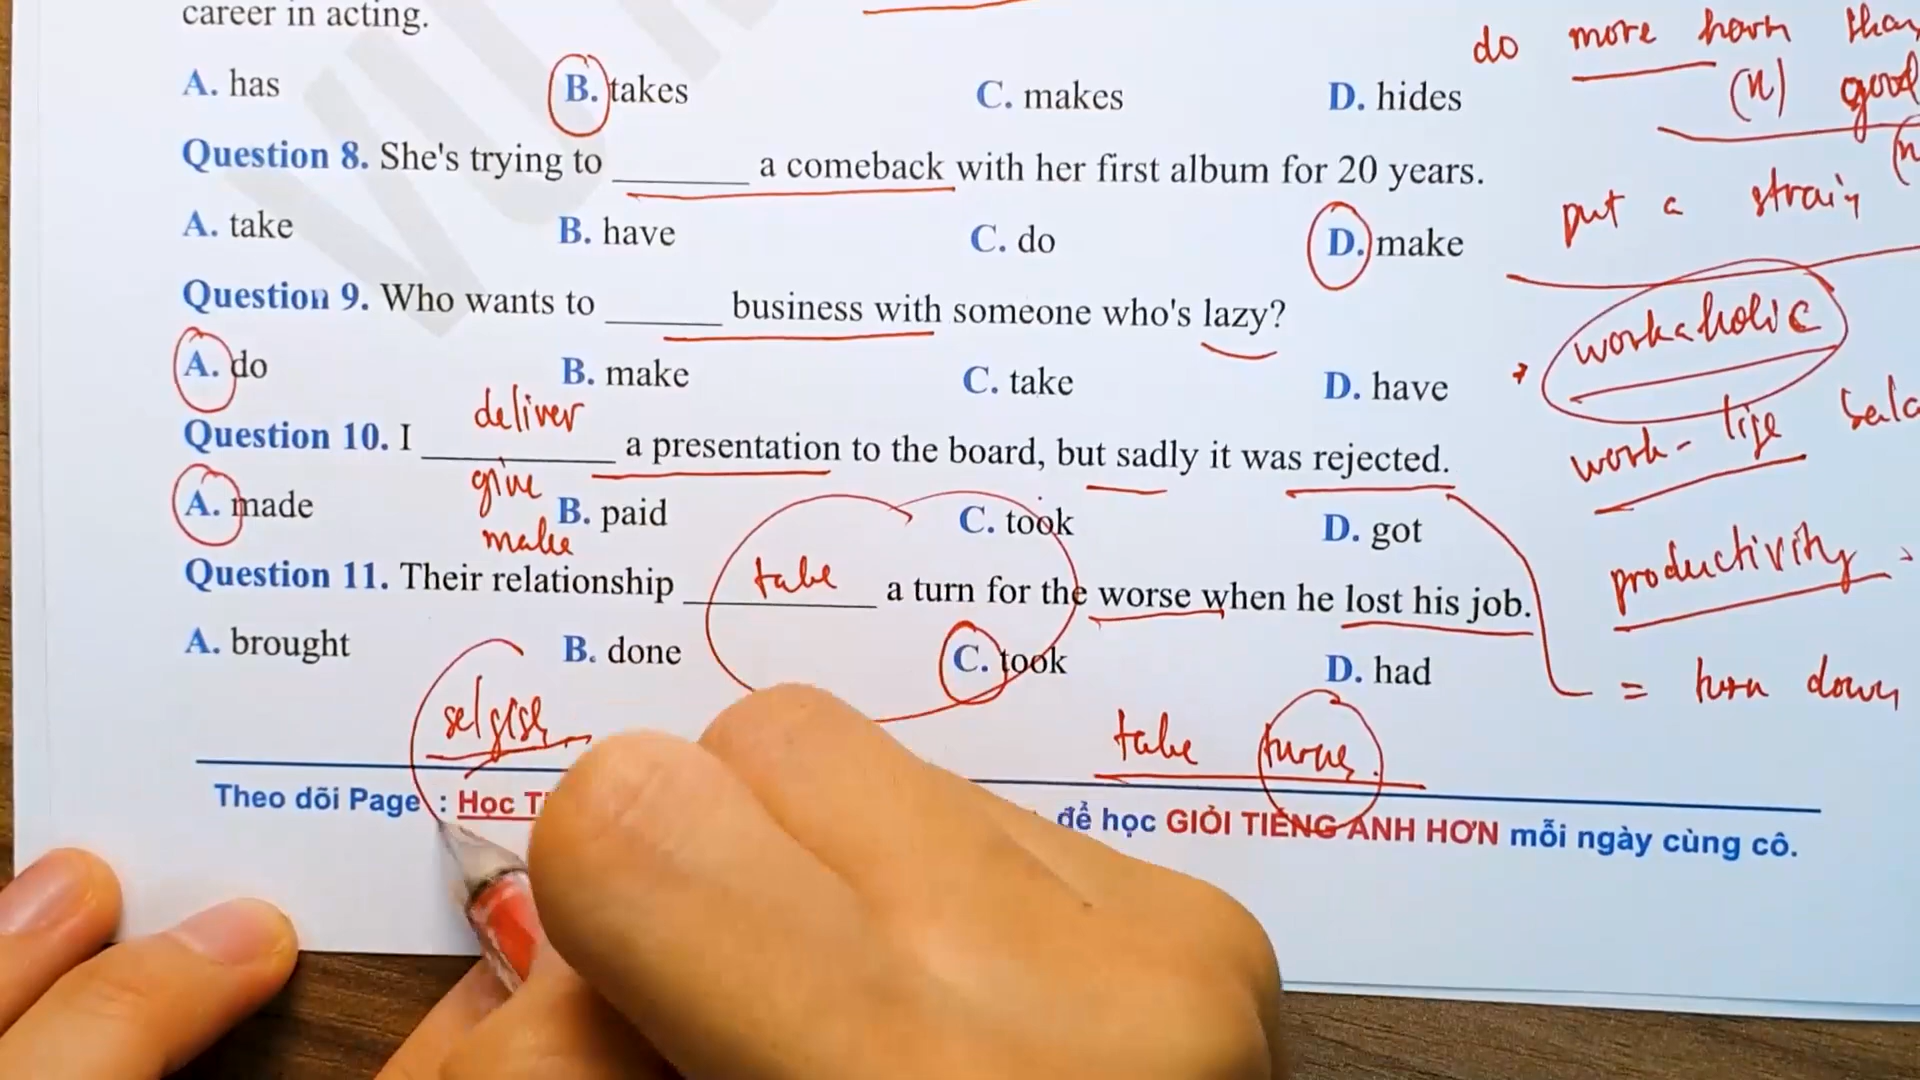 career in acting.
do more harm than
(n) good
A. has B. takes C. makes D. hides
Question 8. She's trying to _______ a comeback with her first album for 20 years.
put a strain
A. take B. have C. do D. make
Question 9. Who wants to ______ business with someone who's lazy?
workaholic
A. do B. make C. take D. have
deliver
work - life
Question 10. I __________ a presentation to the board, but sadly it was rejected.
give
A. made B. paid C. took D. got
make
productivity
Question 11. Their relationship __________ a turn for the worse when he lost his job.
take
A. brought B. done C. took D. had
= turn down
selfish
take turns
Theo dõi Page : Học T
để học GIỎI TIẾNG ANH HƠN mỗi ngày cùng cô.